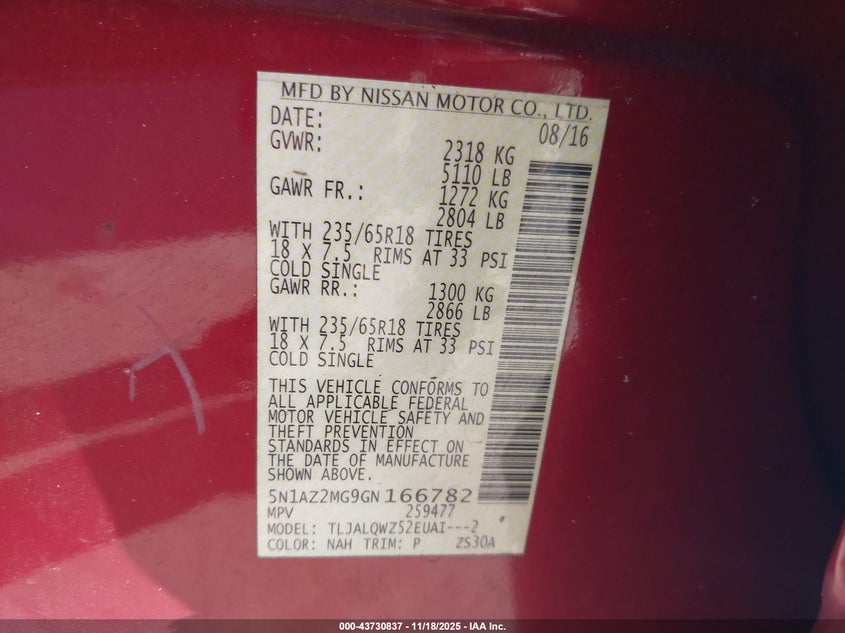 MFD BY NISSAN MOTOR CO., LTD.
DATE: 08/16
GVWR: 2318 KG
5110 LB
GAWR FR.: 1272 KG
2804 LB
WITH 235/65R18 TIRES
18 X 7.5 RIMS AT 33 PSI
COLD SINGLE
GAWR RR.: 1300 KG
2866 LB
WITH 235/65R18 TIRES
18 X 7.5 RIMS AT 33 PSI
COLD SINGLE
THIS VEHICLE CONFORMS TO
ALL APPLICABLE FEDERAL
MOTOR VEHICLE SAFETY AND
THEFT PREVENTION
STANDARDS IN EFFECT ON
THE DATE OF MANUFACTURE
SHOWN ABOVE.
5N1AZ2MG9GN166782
MPV 259477
MODEL: TLJALQWZ52EUAI---2
COLOR: NAH TRIM: P ZS30A
000-43730837 - 11/18/2025 - IAA Inc.